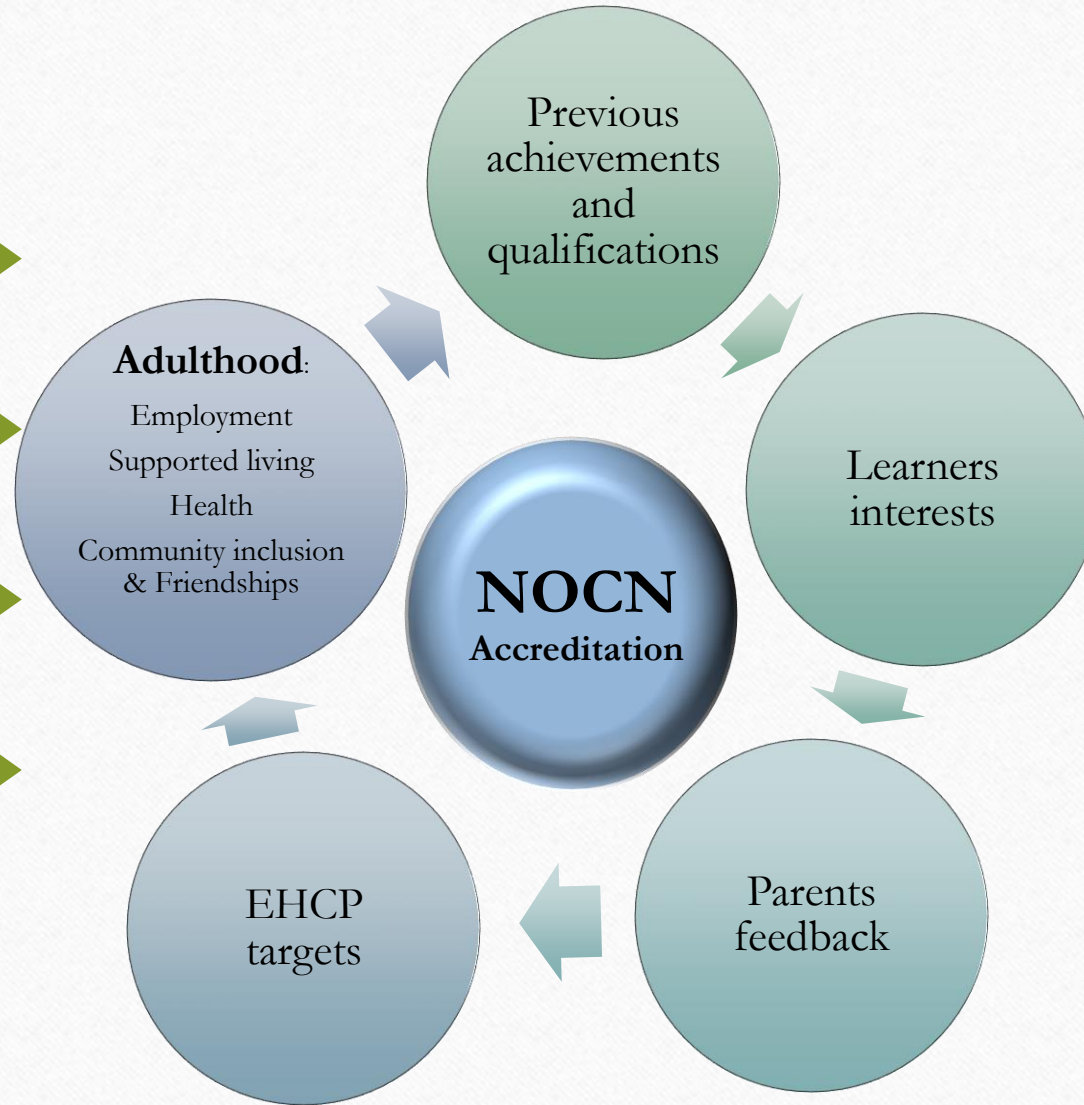 Previous
achievements
and
qualifications
Learners
interests
Parents
feedback
EHCP
targets
Adulthood:
Employment
Supported living
Health
Community inclusion
& Friendships
NOCN
Accreditation